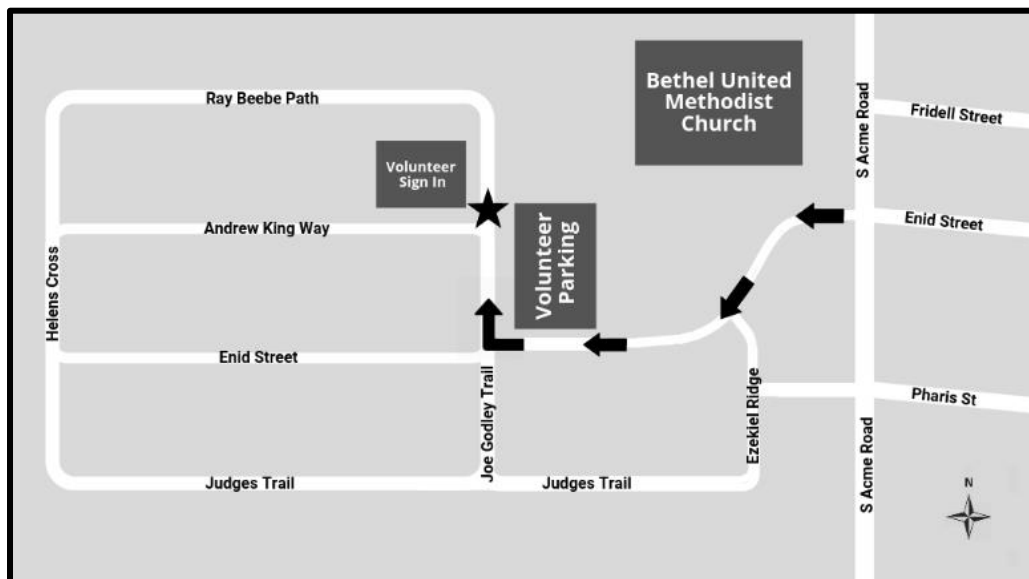 Ray Beebe Path
Bethel United
Methodist
Church
S Acme Road
Fridell Street
Volunteer
Sign In
Volunteer
Parking
Andrew King Way
Enid Street
Helens Cross
Enid Street
Joe Godley Trail
Ezekiel Ridge
Pharis St
S Acme Road
Judges Trail
Judges Trail
N